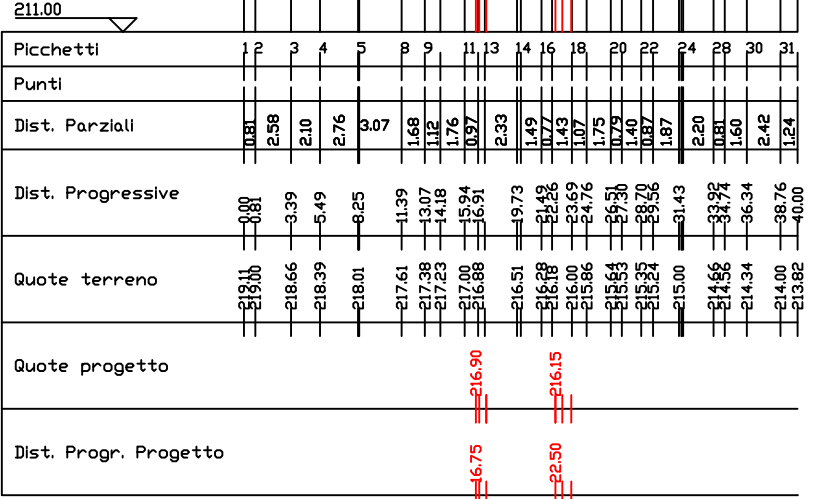 211.00
Picchetti 1 2 3 4 5 8 9 11 13 14 16 18 20 22 24 28 30 31
Punti
Dist. Parziali 0.81 2.58 2.10 2.76 3.07 1.68 1.12 1.76 0.97 2.33 1.49 0.77 1.43 1.07 1.75 0.79 1.40 0.87 1.87 2.20 0.81 1.60 2.42 1.24
Dist. Progressive 0.00 0.81 3.39 5.49 8.25 11.39 13.07 14.18 15.94 16.91 19.73 21.49 22.26 23.69 24.76 26.51 27.30 28.70 29.56 31.43 33.92 34.74 36.34 38.76 40.00
Quote terreno 219.11 219.00 218.66 218.39 218.01 217.61 217.38 217.23 217.00 216.88 216.51 216.28 216.18 216.00 215.86 215.64 215.53 215.35 215.24 215.00 214.66 214.56 214.34 214.00 213.82
Quote progetto 216.90 216.15
Dist. Progr. Progetto 16.75 22.50